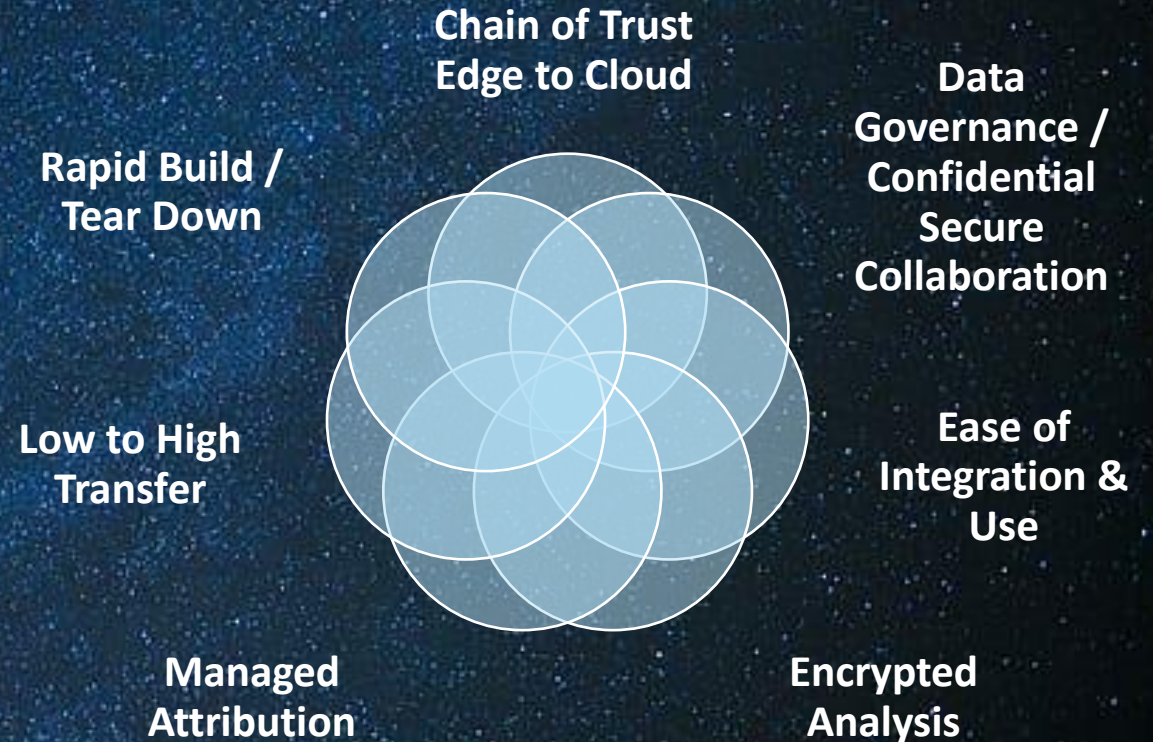 Chain of Trust
Edge to Cloud
Data
Governance /
Confidential
Secure
Collaboration
Ease of
Integration &
Use
Encrypted
Analysis
Managed
Attribution
Low to High
Transfer
Rapid Build /
Tear Down